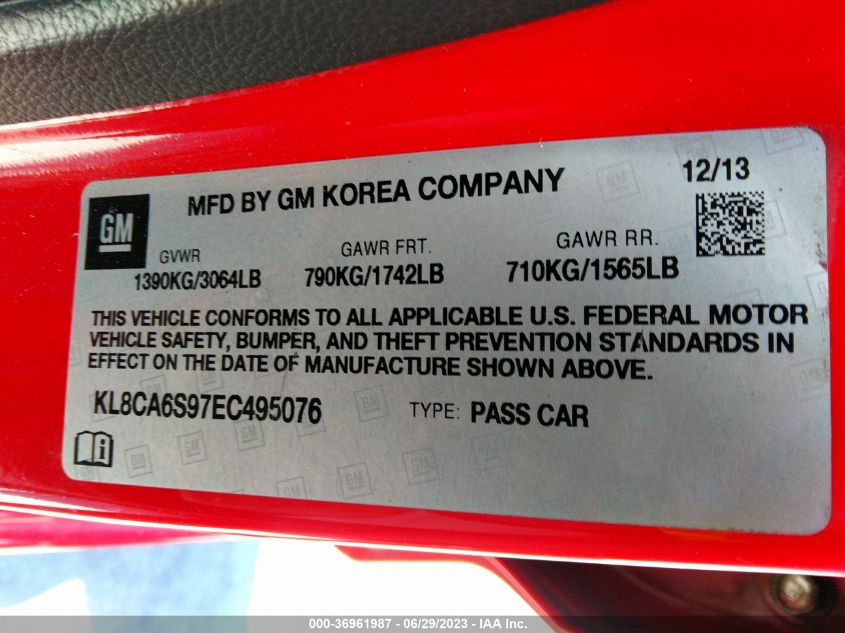 MFD BY GM KOREA COMPANY
12/13
GM
GVWR
GAWR FRT.
GAWR RR.
1390KG/3064LB
790KG/1742LB
710KG/1565LB
THIS VEHICLE CONFORMS TO ALL APPLICABLE U.S. FEDERAL MOTOR
VEHICLE SAFETY, BUMPER, AND THEFT PREVENTION STANDARDS IN
EFFECT ON THE DATE OF MANUFACTURE SHOWN ABOVE.
KL8CA6S97EC495076
TYPE: PASS CAR
000-36961987 - 06/29/2023 - IAA Inc.